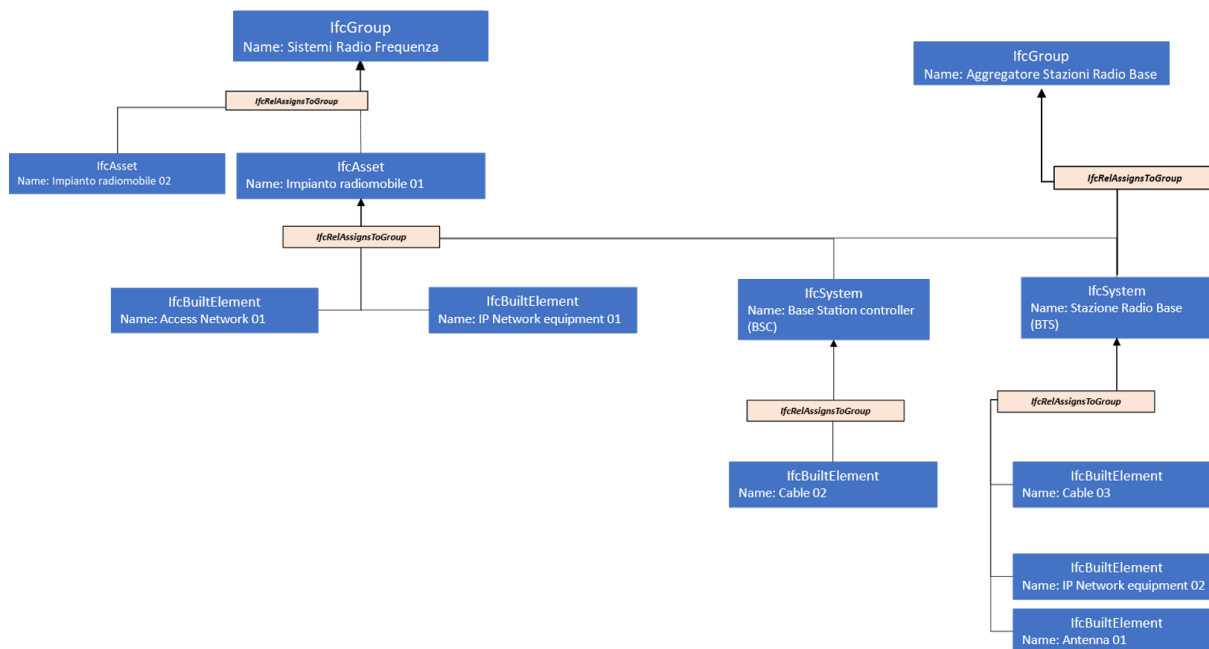 IfcGroup
Name: Sistemi Radio Frequenza
IfcGroup
Name: Aggregatore Stazioni Radio Base
IfcRelAssignsToGroup
IfcAsset
Name: Impianto radiomobile 02
IfcAsset
Name: Impianto radiomobile 01
IfcRelAssignsToGroup
IfcRelAssignsToGroup
IfcBuiltElement
Name: Access Network 01
IfcBuiltElement
Name: IP Network equipment 01
IfcSystem
Name: Base Station controller
(BSC)
IfcSystem
Name: Stazione Radio Base
(BTS)
IfcRelAssignsToGroup
IfcRelAssignsToGroup
IfcBuiltElement
Name: Cable 02
IfcBuiltElement
Name: Cable 03
IfcBuiltElement
Name: IP Network equipment 02
IfcBuiltElement
Name: Antenna 01